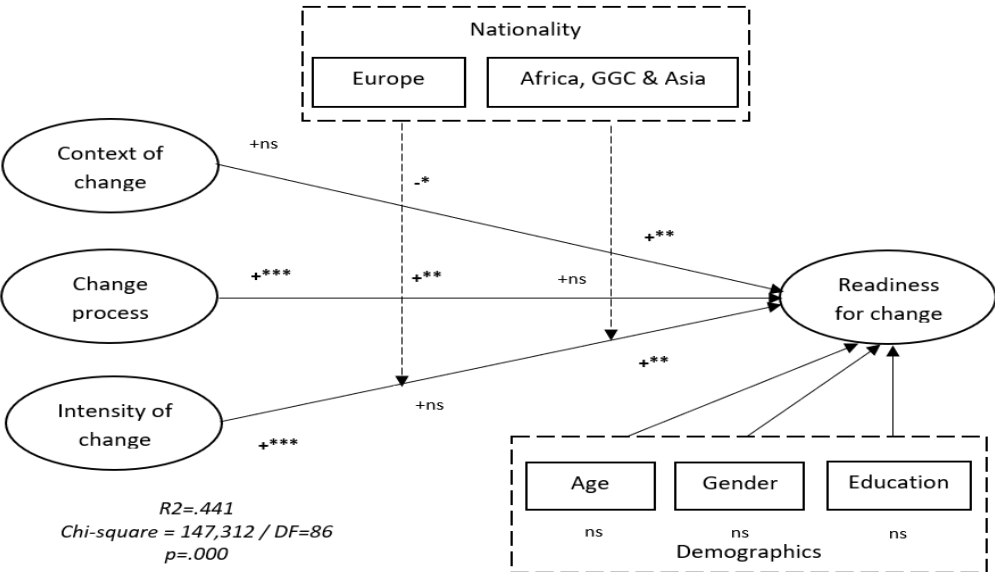 Nationality
Europe
Africa, GGC & Asia
Context of
change
+ns
-*
+**
Change
process
+***
+**
+ns
Readiness
for change
+**
Intensity of
change
+ns
+***
R2=.441
Chi-square = 147,312 / DF=86
p=.000
Age
Gender
Education
ns
ns
ns
Demographics